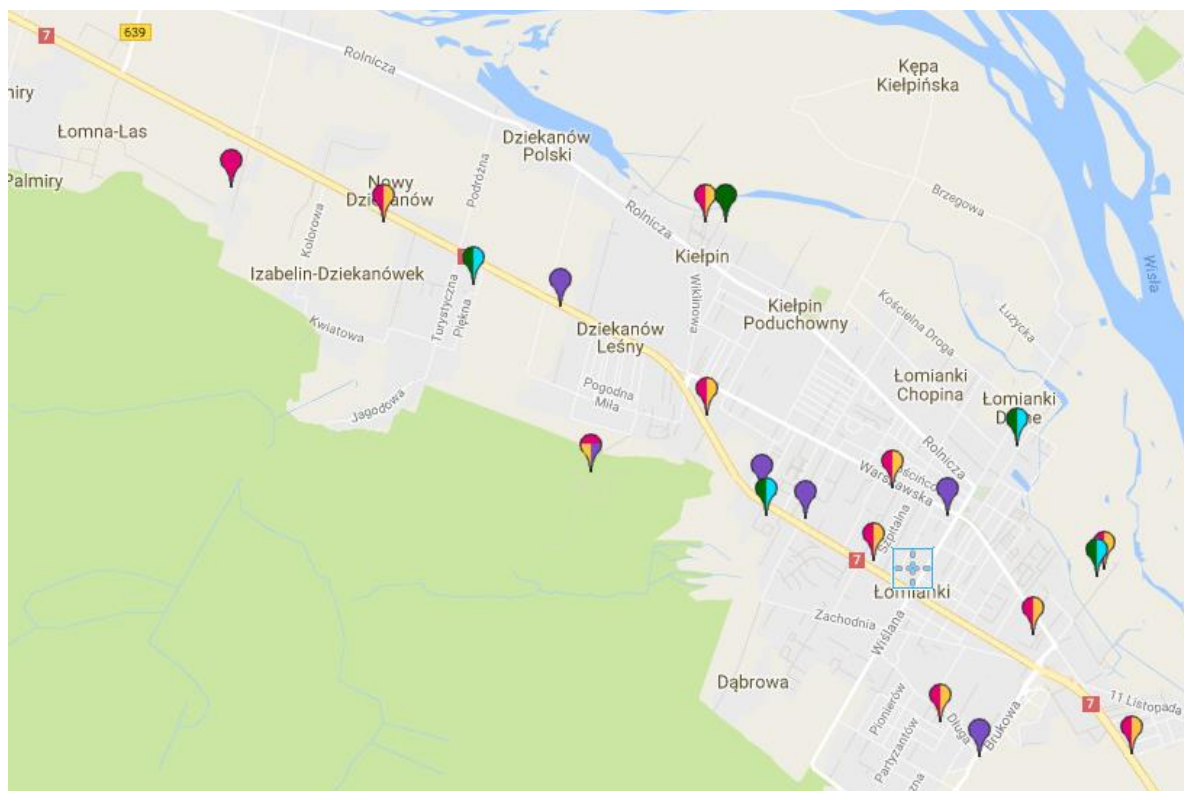 7
639
Rolnicza
Kępa
Kiełpińska
miry
Łomna-Las
Dziekanów
Polski
Palmiry
Nowy
Dziekanów
Podróżna
Brzegowa
Kolorowa
Rolnicza
Wisła
Izabelin-Dziekanówek
Kiełpin
Turystyczna
Piękna
Wiklinowa
Kościelna Droga
Łużycka
Kwiatowa
Dziekanów
Leśny
Kiełpin
Poduchowny
Pogodna
Miła
Jagodowa
Łomianki
Chopina
Łomianki
Rolnicza
Warszawska
Szpitalna
7
Łomianki
Zachodnia
Wiślana
Dąbrowa
Pionierów
Partyzantów
Długa
Brukowa
7
11 Listopada